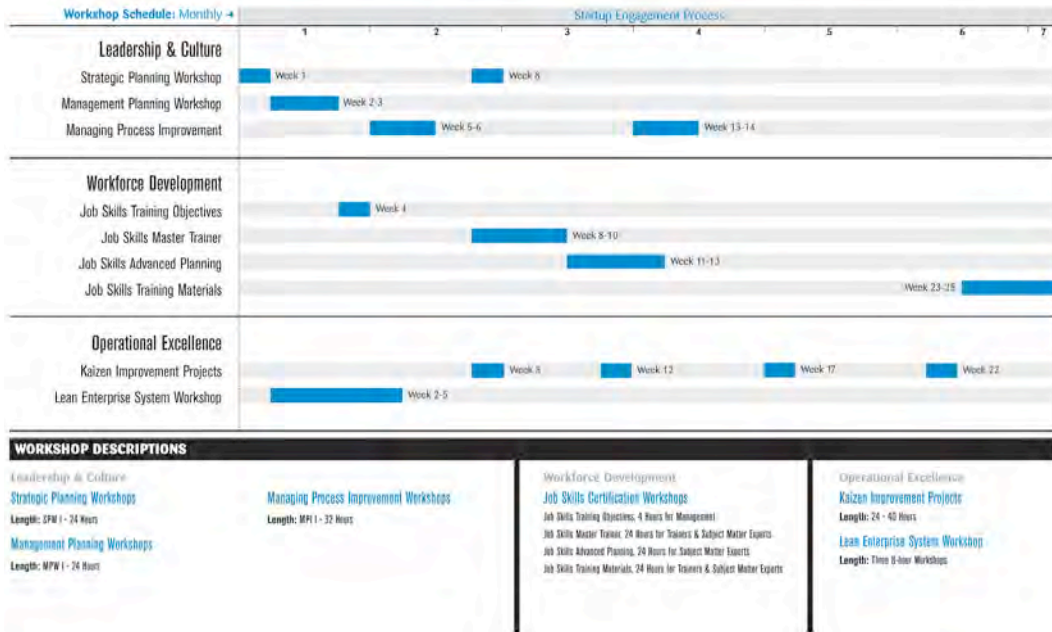 Workshop Schedule: Monthly
Startup Engagement Process
1 2 3 4 5 6 7
Leadership & Culture
Strategic Planning Workshop Week 1 Week 8
Management Planning Workshop Week 2-3
Managing Process Improvement Week 5-6 Week 13-14
Workforce Development
Job Skills Training Objectives Week 4
Job Skills Master Trainer Week 8-10
Job Skills Advanced Planning Week 11-13
Job Skills Training Materials Week 23-25
Operational Excellence
Kaizen Improvement Projects Week 8 Week 12 Week 17 Week 22
Lean Enterprise System Workshop Week 2-5
WORKSHOP DESCRIPTIONS
Leadership & Culture
Strategic Planning Workshops
Length: SPW I - 24 Hours
Management Planning Workshops
Length: MPW I - 24 Hours
Managing Process Improvement Workshops
Length: MPI I - 32 Hours
Workforce Development
Job Skills Certification Workshops
Job Skills Training Objectives, 4 Hours for Management
Job Skills Master Trainer, 24 Hours for Trainers & Subject Matter Experts
Job Skills Advanced Planning, 24 Hours for Subject Matter Experts
Job Skills Training Materials, 24 Hours for Trainers & Subject Matter Experts
Operational Excellence
Kaizen Improvement Projects
Length: 24 - 40 Hours
Lean Enterprise System Workshop
Length: Three 8-hour Workshops